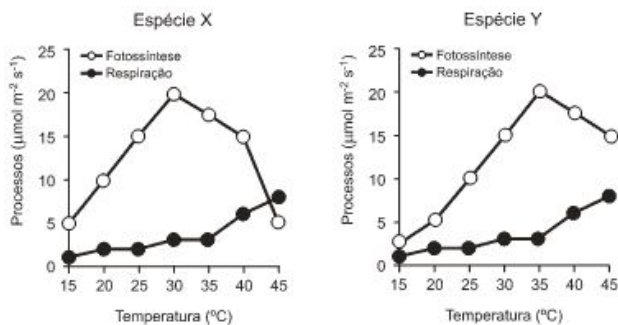 Espécie X
Fotossíntese
Respiração
Processos (µmol m⁻² s⁻¹)
25
20
15
10
5
0
15 20 25 30 35 40 45
Temperatura (ºC)
Espécie Y
Fotossíntese
Respiração
Processos (µmol m⁻² s⁻¹)
25
20
15
10
5
0
15 20 25 30 35 40 45
Temperatura (ºC)